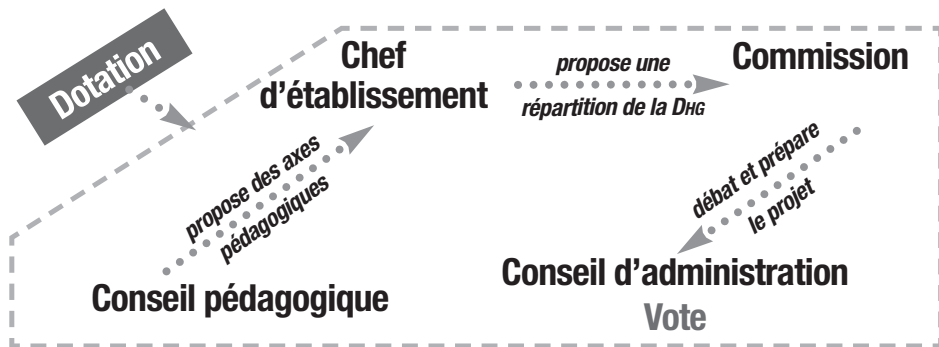 Dotation
Chef
d'établissement
propose une
répartition de la DHG
Commission
propose des axes
pédagogiques
débat et prépare
le projet
Conseil pédagogique
Conseil d'administration
Vote